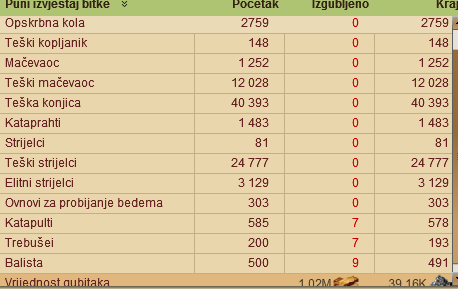 Puni izvještaj bitke Početak Izgubljeno Kraj
Opskrbna kola 2759 0 2759
Teški kopljanik 148 0 148
Mačevaoc 1 252 0 1 252
Teški mačevaoc 12 028 0 12 028
Teška konjica 40 393 0 40 393
Kataprahti 1 483 0 1 483
Strijelci 81 0 81
Teški strijelci 24 777 0 24 777
Elitni strijelci 3 129 0 3 129
Ovnovi za probijanje bedema 303 0 303
Katapulti 585 7 578
Trebušei 200 7 193
Balista 500 9 491
Vrijednost gubitaka 1.02M 39.16K